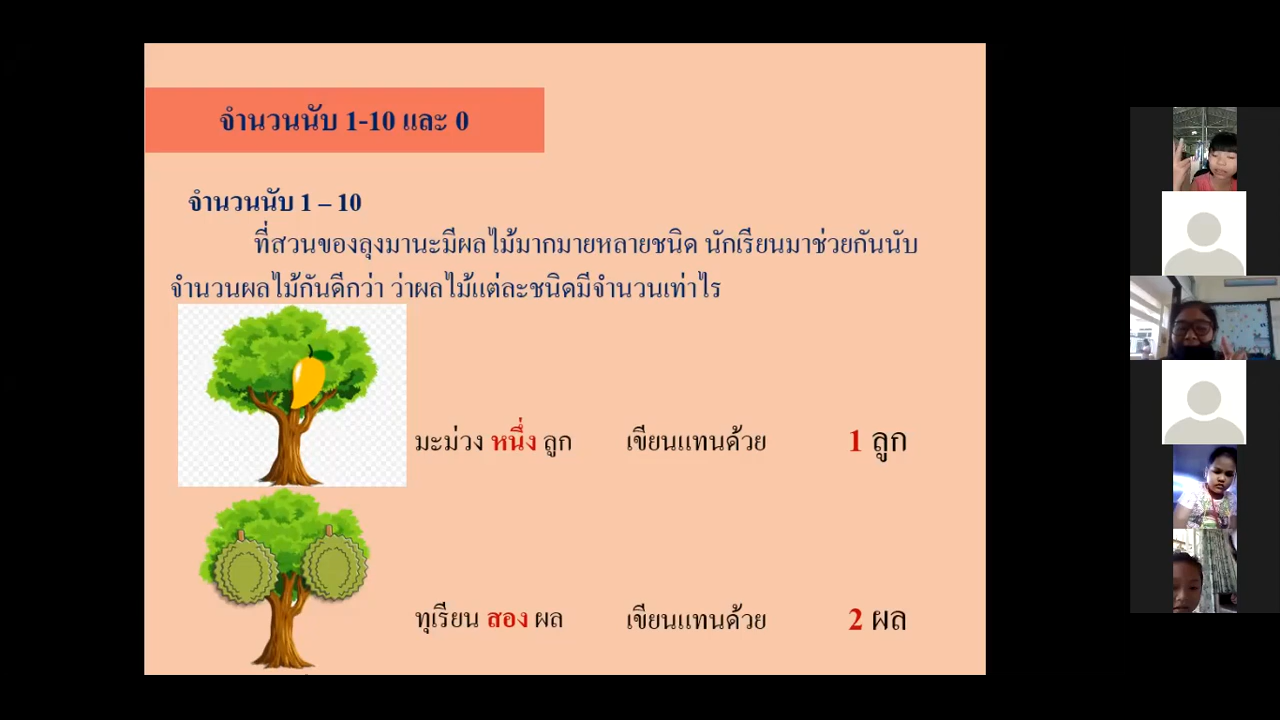 จำนวนนับ 1-10 และ 0
จำนวนนับ 1 – 10
ที่สวนของลุงมานะมีผลไม้มากมายหลายชนิด นักเรียนมาช่วยกันนับ
จำนวนผลไม้กันดีกว่า ว่าผลไม้แต่ละชนิดมีจำนวนเท่าไร
มะม่วง หนึ่ง ลูก เขียนแทนด้วย 1 ลูก
ทุเรียน สอง ผล เขียนแทนด้วย 2 ผล